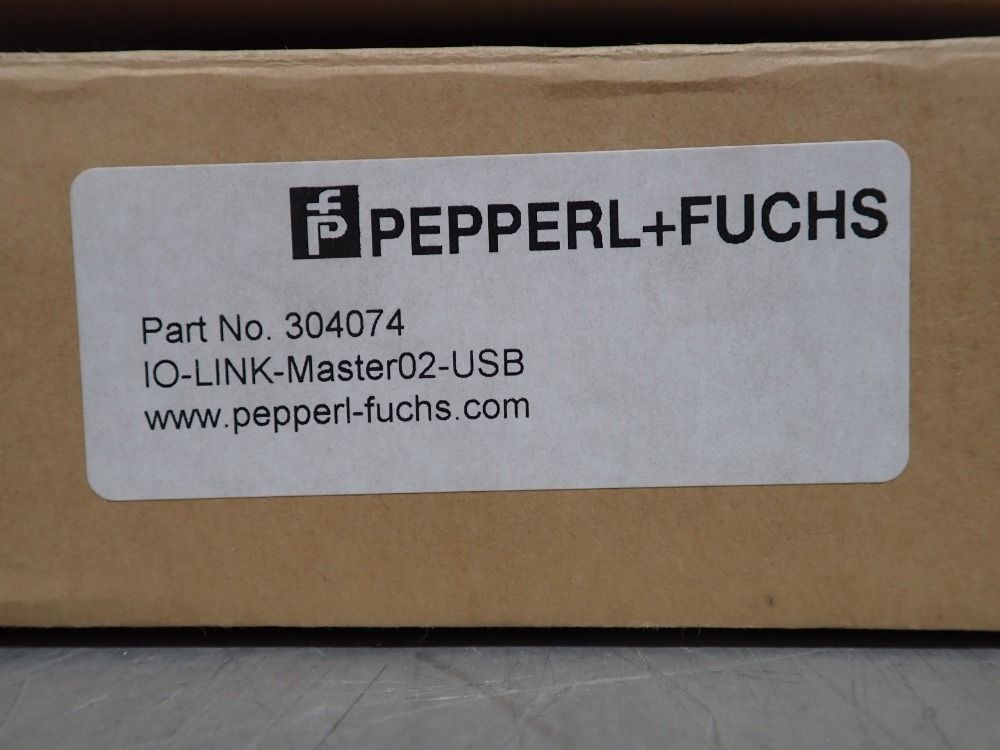 PEPPERL+FUCHS
Part No. 304074
IO-LINK-Master02-USB
www.pepperl-fuchs.com